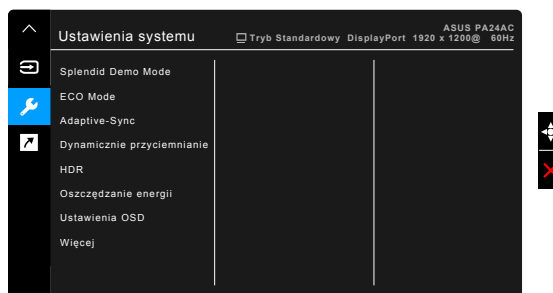 ASUS PA24AC
Ustawienia systemu
Tryb Standardowy DisplayPort 1920 x 1200@ 60Hz
Splendid Demo Mode
ECO Mode
Adaptive-Sync
Dynamicznie przyciemnianie
HDR
Oszczędzanie energii
Ustawienia OSD
Więcej